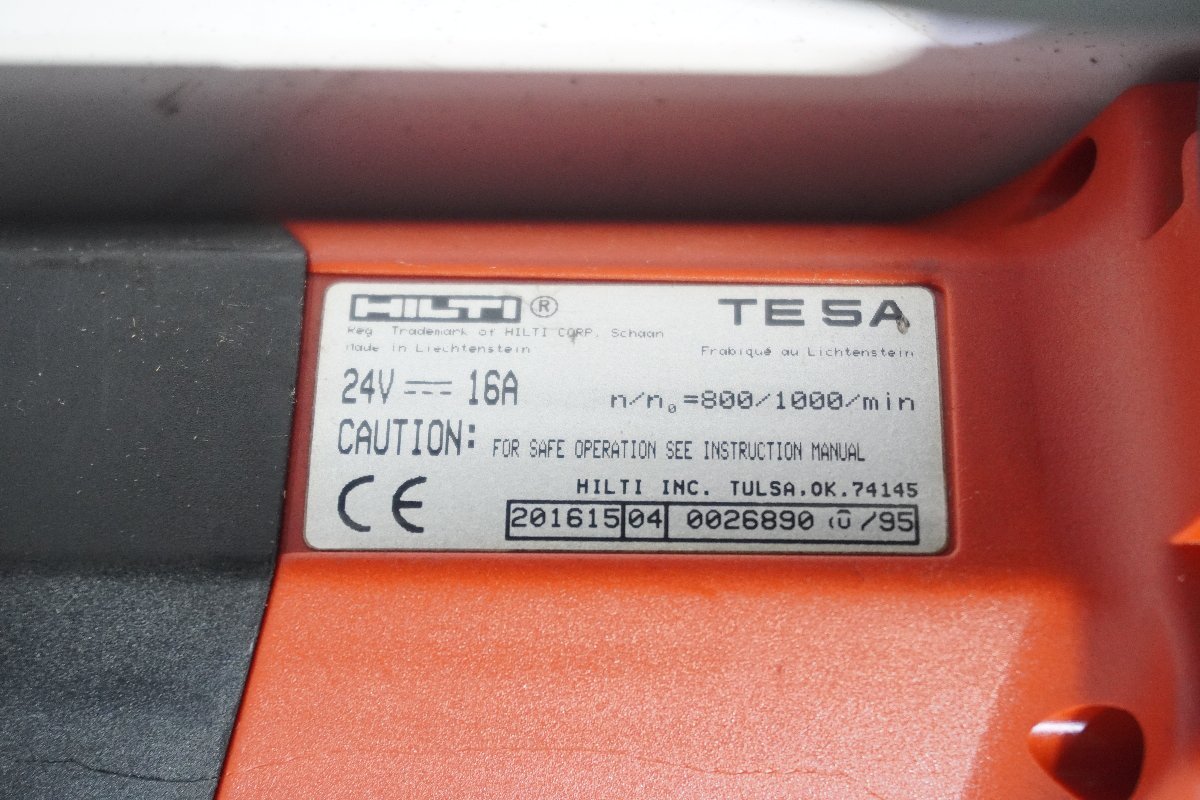 HILTI ® TE 5A
Reg. Trademark of HILTI CORP. Schaan
Made in Liechtenstein Frabiqué au Lichtenstein
24V 16A n/n₀=800/1000/min
CAUTION: FOR SAFE OPERATION SEE INSTRUCTION MANUAL
HILTI INC. TULSA,OK.74145
CE 201615 04 0026890 /95